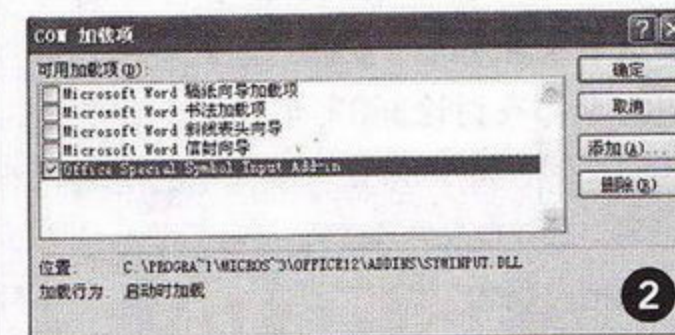 COM 加载项
可用加载项(D):
Microsoft Word 稿纸向导加载项
Microsoft Word 书法加载项
Microsoft Word 斜线表头向导
Microsoft Word 信封向导
Office Special Symbol Input Add-in
确定
取消
添加(A)...
删除(R)
位置: C:\PROGRA~1\MICROS~3\OFFICE12\ADDINS\SYMINPUT.DLL
加载行为: 启动时加载
2